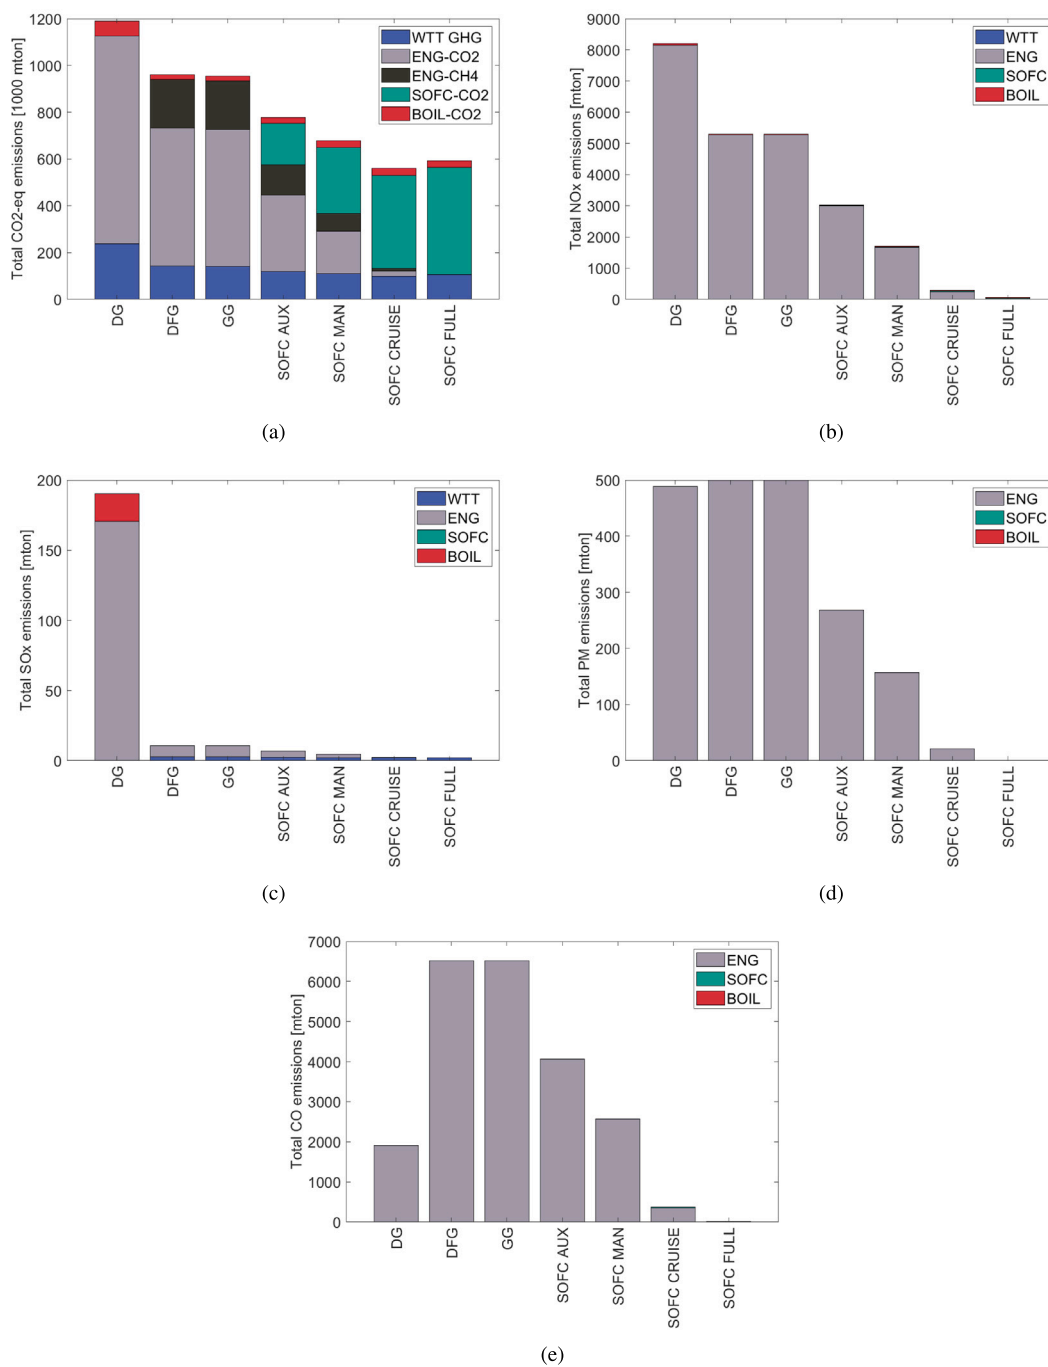 Total CO2-eq emissions [1000 mton]
1200
1000
800
600
400
200
0
WTT GHG
ENG-CO2
ENG-CH4
SOFC-CO2
BOIL-CO2
DG
DFG
GG
SOFC AUX
SOFC MAN
SOFC CRUISE
SOFC FULL
(a)
Total NOx emissions [mton]
9000
8000
7000
6000
5000
4000
3000
2000
1000
0
WTT
ENG
SOFC
BOIL
DG
DFG
GG
SOFC AUX
SOFC MAN
SOFC CRUISE
SOFC FULL
(b)
Total SOx emissions [mton]
200
150
100
50
0
WTT
ENG
SOFC
BOIL
DG
DFG
GG
SOFC AUX
SOFC MAN
SOFC CRUISE
SOFC FULL
(c)
Total PM emissions [mton]
500
400
300
200
100
0
ENG
SOFC
BOIL
DG
DFG
GG
SOFC AUX
SOFC MAN
SOFC CRUISE
SOFC FULL
(d)
Total CO emissions [mton]
7000
6000
5000
4000
3000
2000
1000
0
ENG
SOFC
BOIL
DG
DFG
GG
SOFC AUX
SOFC MAN
SOFC CRUISE
SOFC FULL
(e)